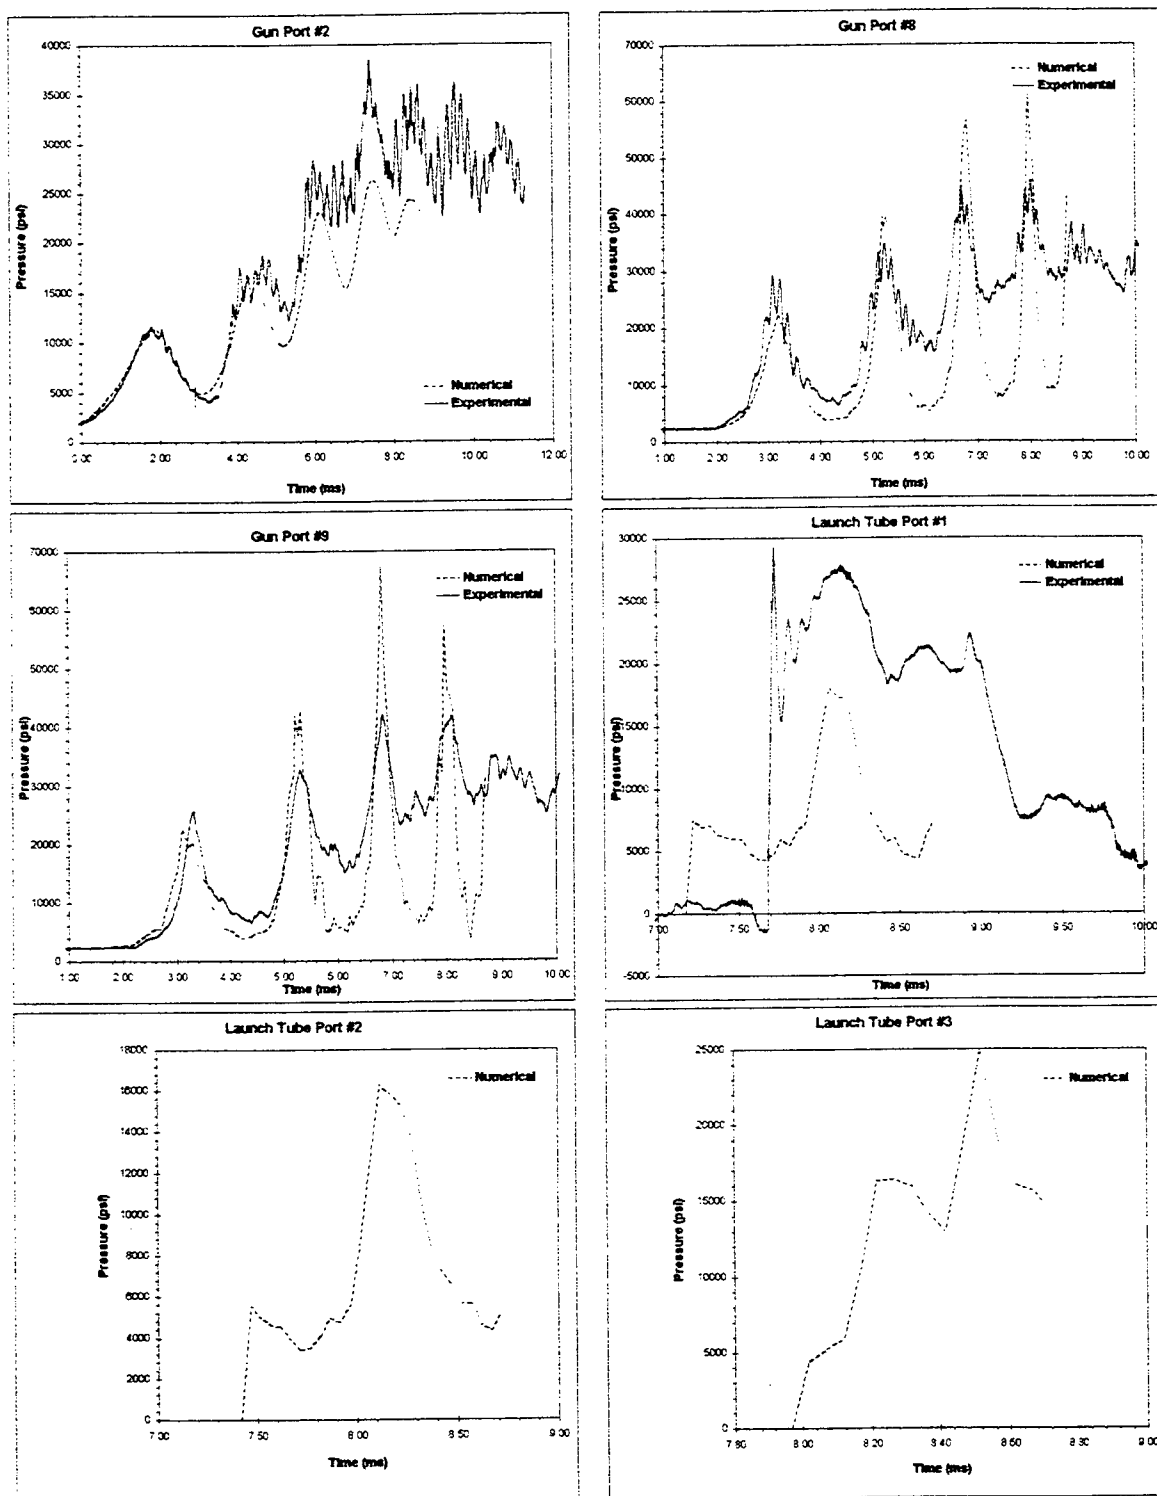 Gun Port #2
40000
35000
30000
25000
20000
15000
10000
5000
0
Pressure (psi)
Numerical
Experimental
0.00 2.00 4.00 6.00 8.00 10.00 12.00
Time (ms)
Gun Port #8
70000
60000
50000
40000
30000
20000
10000
0
Pressure (psi)
Numerical
Experimental
1.00 2.00 3.00 4.00 5.00 6.00 7.00 8.00 9.00 10.00
Time (ms)
Gun Port #9
70000
60000
50000
40000
30000
20000
10000
0
Pressure (psi)
Numerical
Experimental
1.00 2.00 3.00 4.00 5.00 6.00 7.00 8.00 9.00 10.00
Time (ms)
Launch Tube Port #1
30000
25000
20000
15000
10000
5000
0
-5000
Pressure (psi)
Numerical
Experimental
7.00 7.50 8.00 8.50 9.00 9.50 10.00
Time (ms)
Launch Tube Port #2
18000
16000
14000
12000
10000
8000
6000
4000
2000
0
Pressure (psi)
Numerical
7.00 7.50 8.00 8.50 9.00
Time (ms)
Launch Tube Port #3
25000
20000
15000
10000
5000
0
Pressure (psi)
Numerical
7.80 8.00 8.20 8.40 8.60 8.80 9.00
Time (ms)